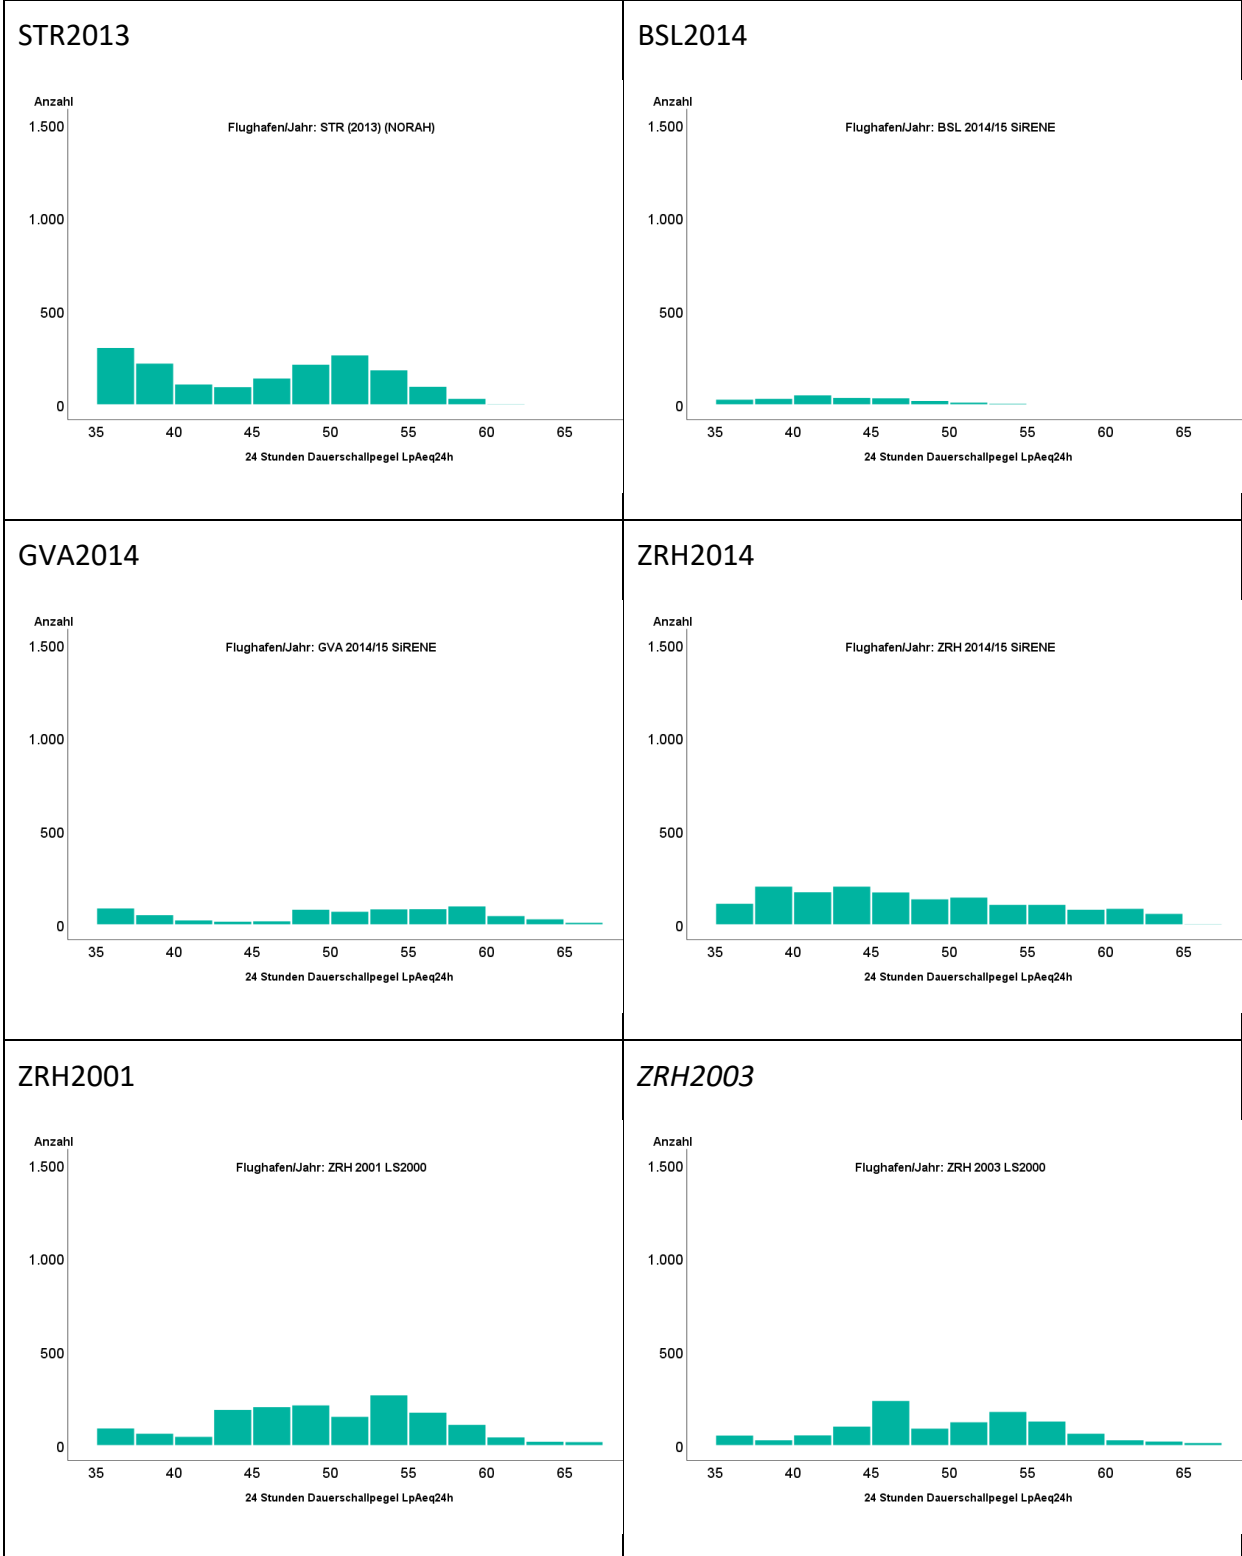 STR2013
Anzahl
Flughafen/Jahr: STR (2013) (NORAH)
1.500
1.000
500
0
35 40 45 50 55 60 65
24 Stunden Dauerschallpegel LpAeq24h
BSL2014
Anzahl
Flughafen/Jahr: BSL 2014/15 SiRENE
1.500
1.000
500
0
35 40 45 50 55 60 65
24 Stunden Dauerschallpegel LpAeq24h
GVA2014
Anzahl
Flughafen/Jahr: GVA 2014/15 SiRENE
1.500
1.000
500
0
35 40 45 50 55 60 65
24 Stunden Dauerschallpegel LpAeq24h
ZRH2014
Anzahl
Flughafen/Jahr: ZRH 2014/15 SiRENE
1.500
1.000
500
0
35 40 45 50 55 60 65
24 Stunden Dauerschallpegel LpAeq24h
ZRH2001
Anzahl
Flughafen/Jahr: ZRH 2001 LS2000
1.500
1.000
500
0
35 40 45 50 55 60 65
24 Stunden Dauerschallpegel LpAeq24h
ZRH2003
Anzahl
Flughafen/Jahr: ZRH 2003 LS2000
1.500
1.000
500
0
35 40 45 50 55 60 65
24 Stunden Dauerschallpegel LpAeq24h